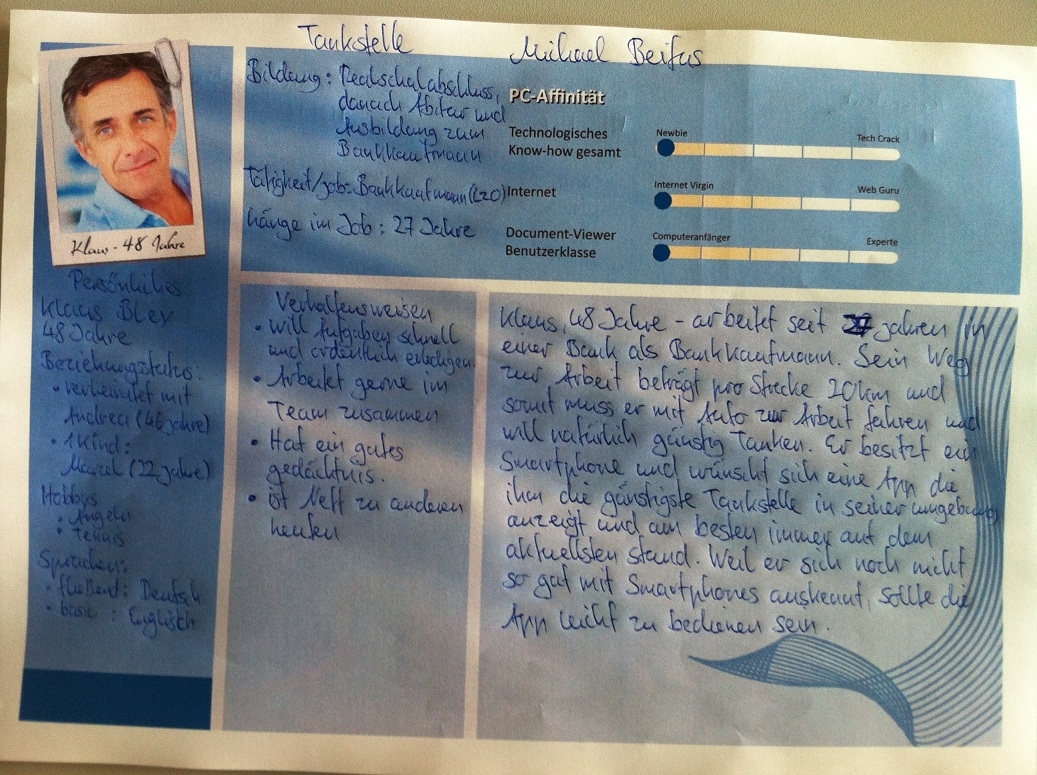 Tankstelle
Michael Beifus
Klaus - 48 Jahre
Bildung: Realschulabschluss,
danach Abitur und
Ausbildung zum
Bankkaufmann
Tätigkeit/Job: Bankkaufmann (LZO)
Länge im Job: 27 Jahre
PC-Affinität
Technologisches
Know-how gesamt
Newbie
Tech Crack
Internet
Internet Virgin
Web Guru
Document-Viewer
Benutzerklasse
Computeranfänger
Experte
Persönliches
Klaus Bley
48 Jahre
Beziehungsstatus:
• verheiratet mit
Andrea (46 Jahre)
• 1 Kind:
Marcel (22 Jahre)
Hobbys
• Angeln
• Tennis
Sprachen:
• fließend: Deutsch
• basic : Englisch
Verhaltensweisen
• will Aufgaben schnell
und ordentlich erledigen
• Arbeitet gerne im
Team zusammen
• Hat ein gutes
gedächtnis.
• ist Nett zu anderen
Leuten
Klaus, 48 Jahre - arbeitet seit 27 jahren in
einer Bank als Bankkaufmann. Sein Weg
zur Arbeit beträgt pro Strecke 20km und
somit muss er mit Auto zur Arbeit fahren und
will natürlich günstig Tanken. Er besitzt ein
Smartphone und wünscht sich eine App die
ihm die günstigste Tankstelle in seiner umgebung
anzeigt und am besten immer auf dem
aktuellsten stand. Weil er sich noch nicht
so gut mit Smartphones auskennt, sollte die
App leicht zu bedienen sein.